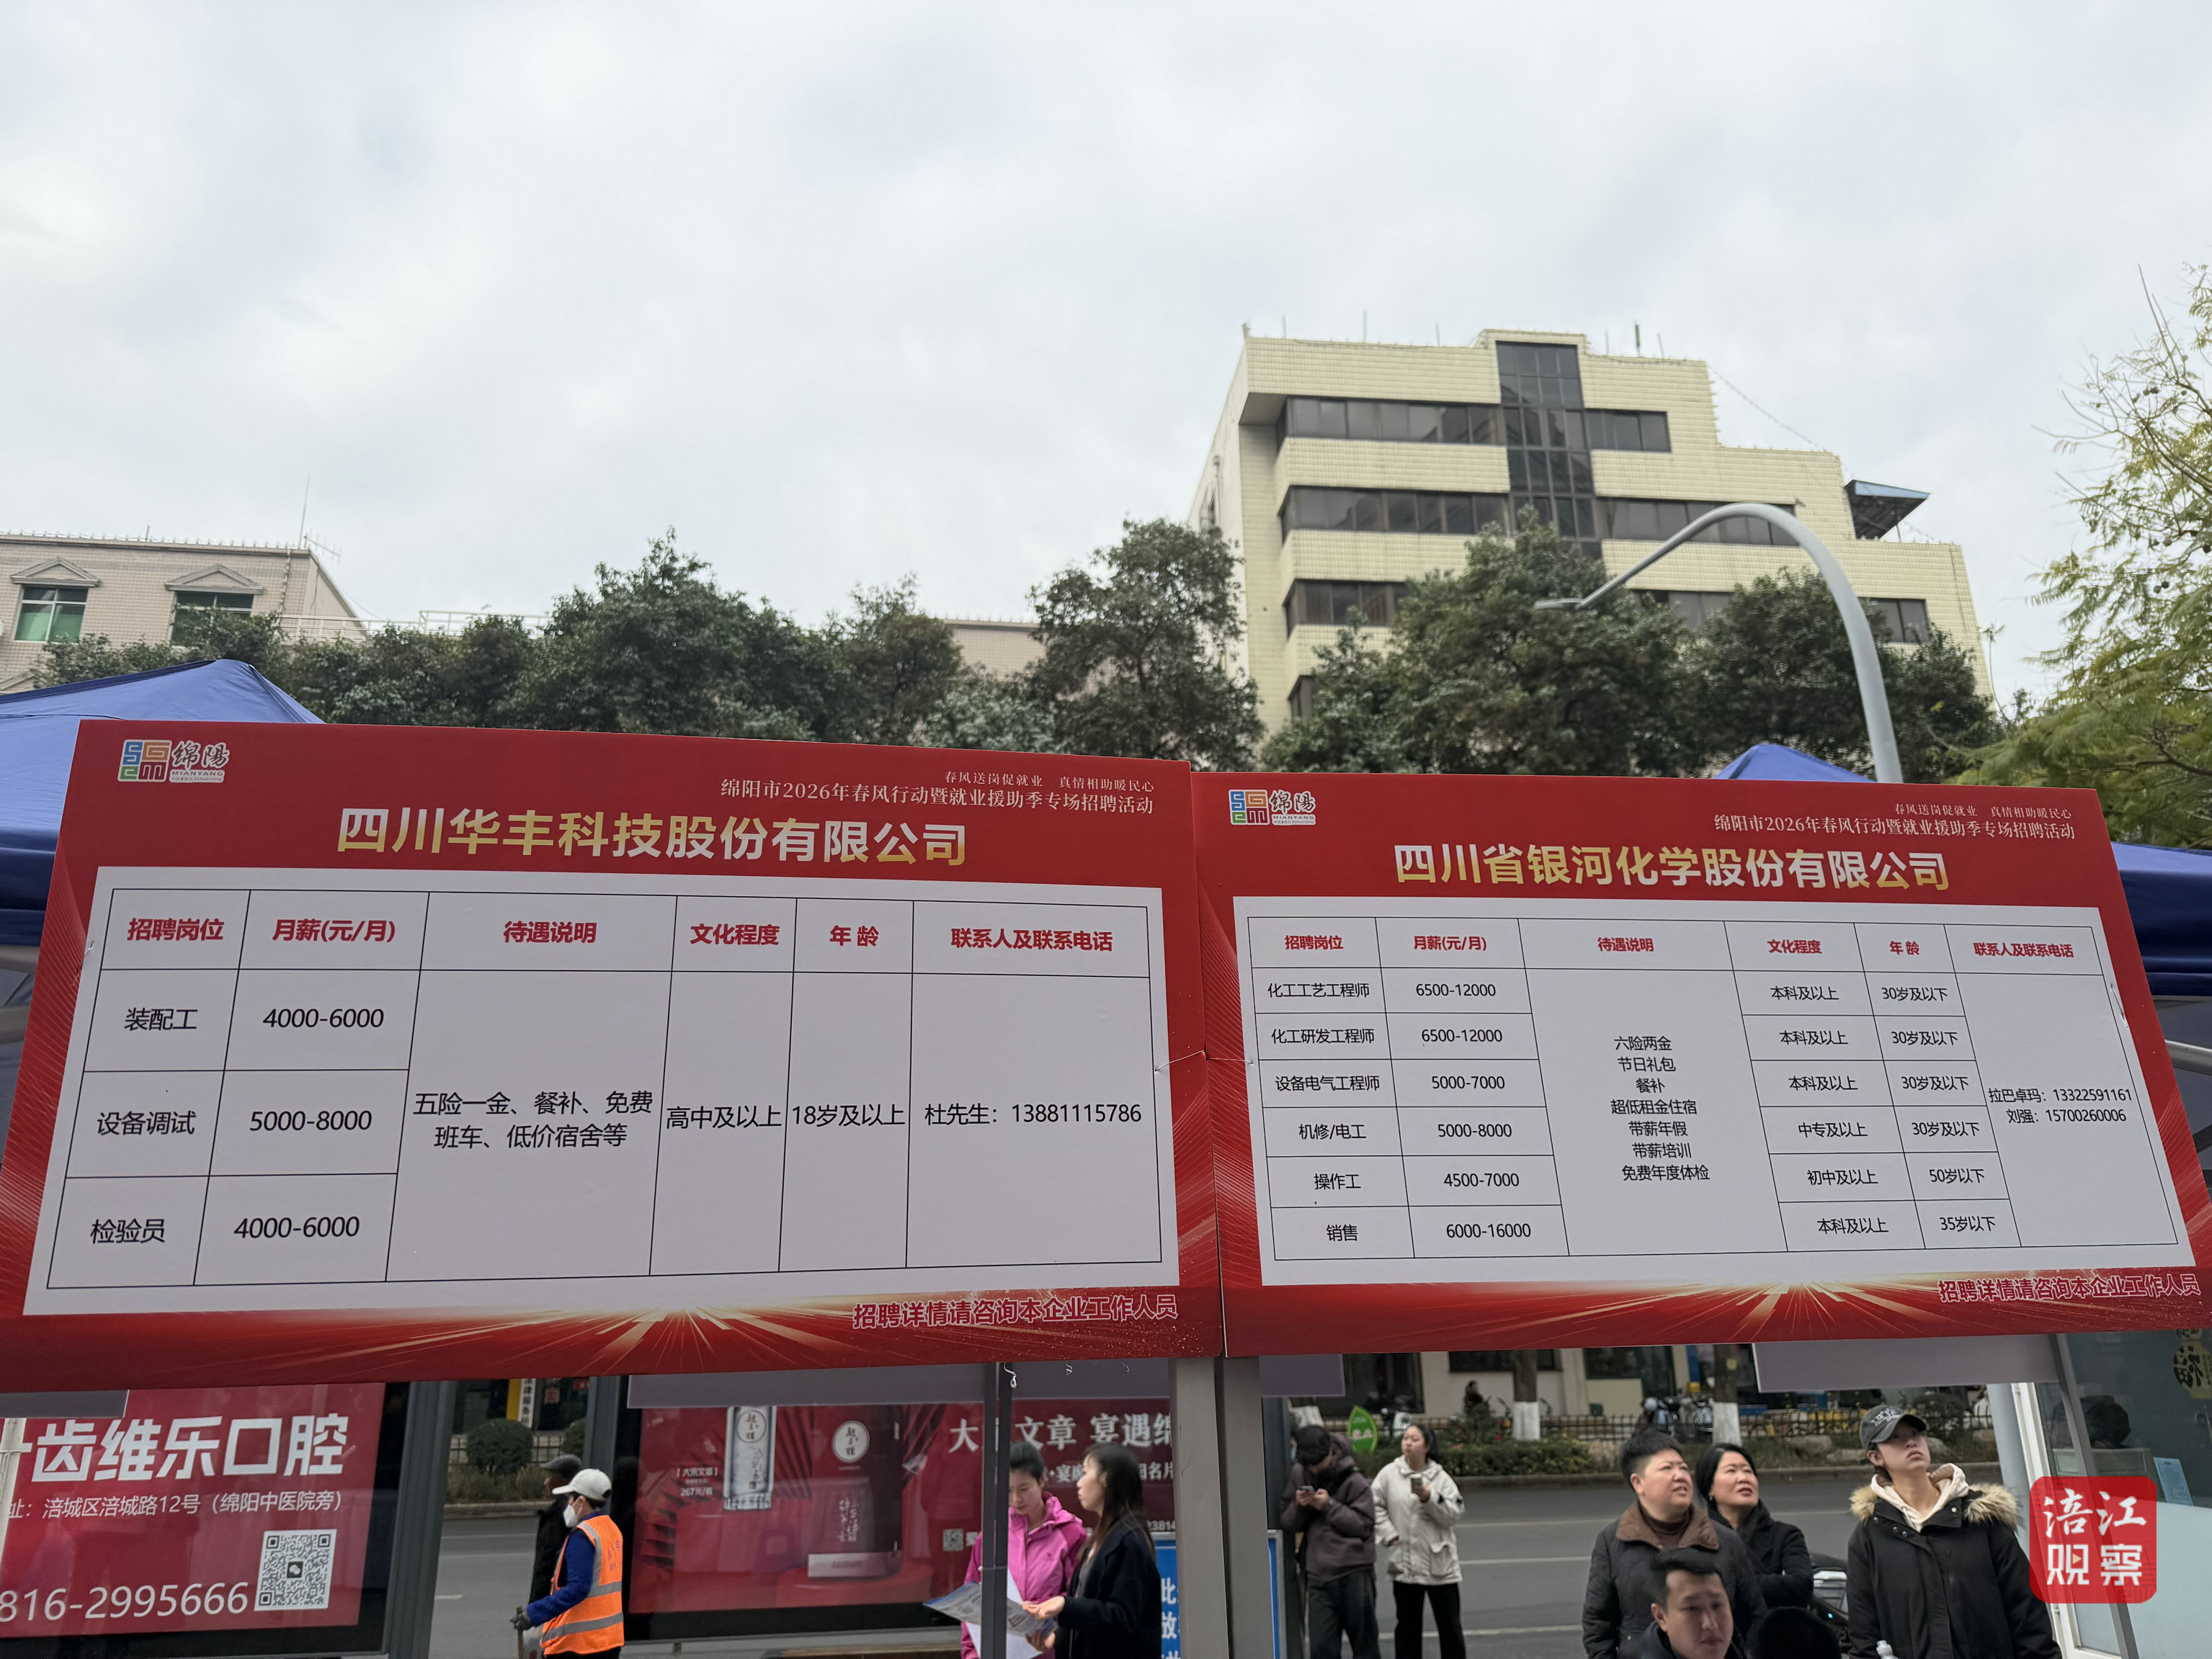 绵阳
MIANYANG
春风送岗促就业 真情相助暖民心
绵阳市2026年春风行动暨就业援助季专场招聘活动
四川华丰科技股份有限公司
招聘岗位 月薪(元/月) 待遇说明 文化程度 年龄 联系人及联系电话
装配工 4000-6000
设备调试 5000-8000
检验员 4000-6000
五险一金、餐补、免费
班车、低价宿舍等
高中及以上 18岁及以上 杜先生：13881115786
招聘详情请咨询本企业工作人员
绵阳
MIANYANG
春风送岗促就业 真情相助暖民心
绵阳市2026年春风行动暨就业援助季专场招聘活动
四川省银河化学股份有限公司
招聘岗位 月薪(元/月) 待遇说明 文化程度 年龄 联系人及联系电话
化工工艺工程师 6500-12000 本科及以上 30岁及以下
化工研发工程师 6500-12000 本科及以上 30岁以下
设备电气工程师 5000-7000 本科及以上 30岁以下
机修/电工 5000-8000 中专及以上 30岁及以下
操作工 4500-7000 初中及以上 50岁以下
销售 6000-16000 本科及以上 35岁以下
六险两金
节日礼包
餐补
超低租金住宿
带薪年假
带薪培训
免费年度体检
拉巴卓玛：13322591161
刘强：15700260006
招聘详情请咨询本企业工作人员
齿维乐口腔
址：涪城区涪城路12号（绵阳中医院旁）
816-2995666
大 文章 宴遇绵
涪江
观察